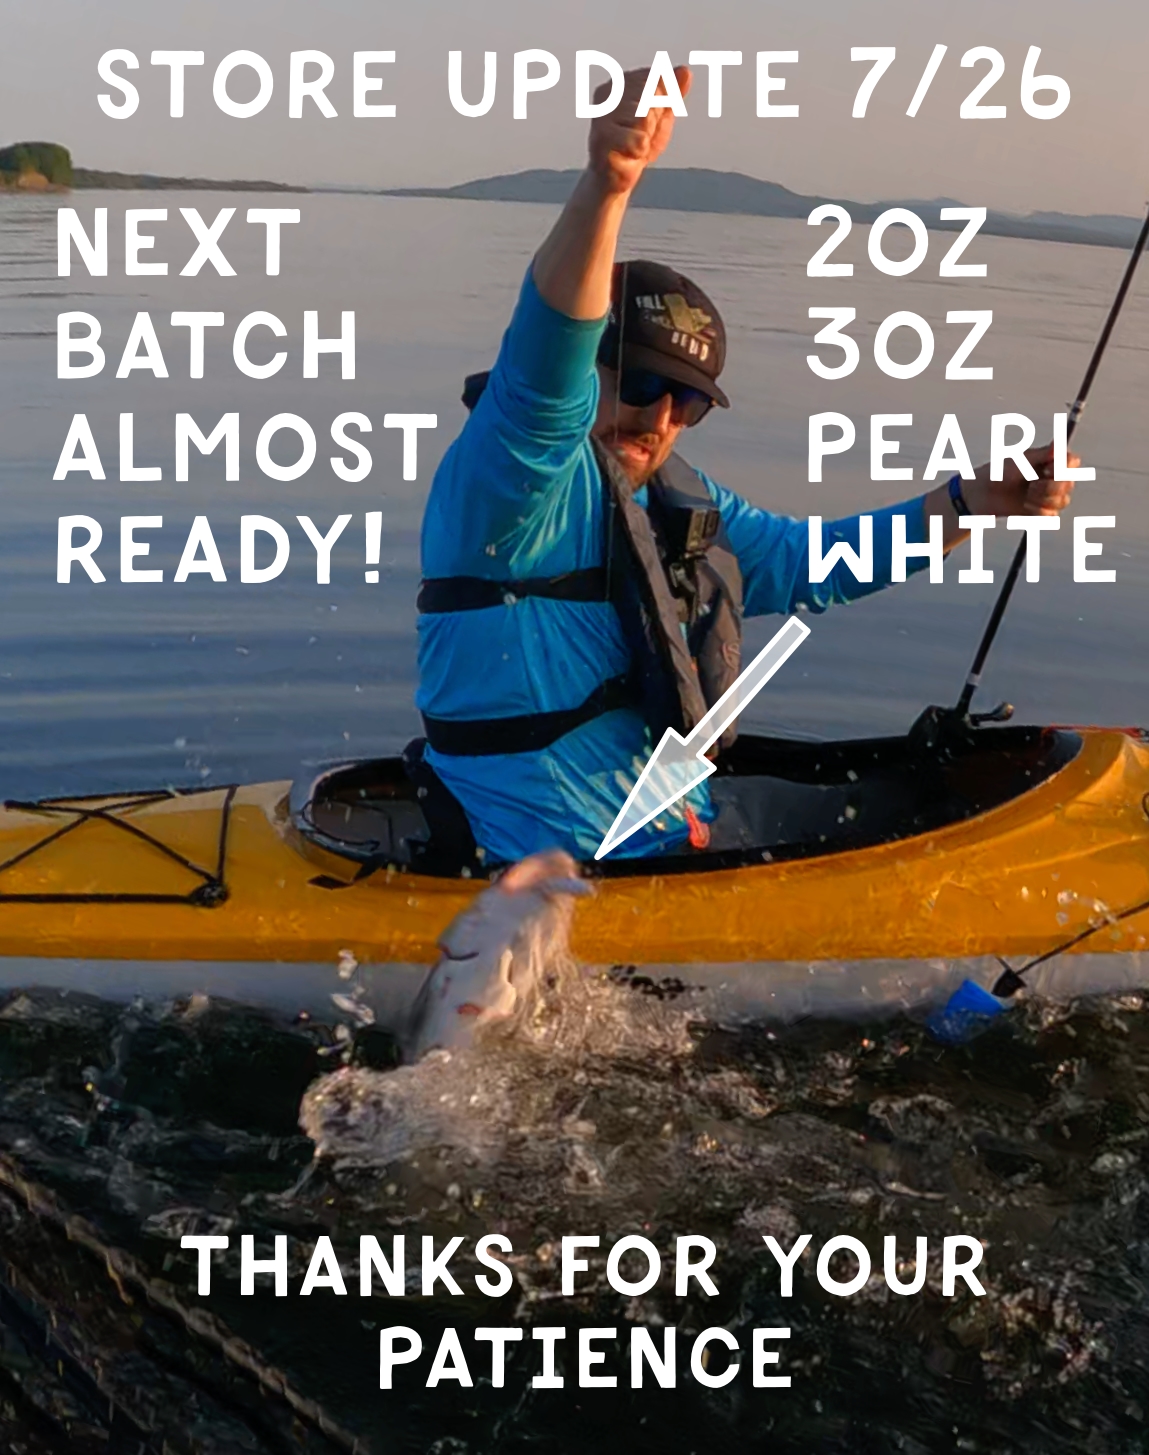 STORE UPDATE 7/26
NEXT
BATCH
ALMOST
READY!
2OZ
3OZ
PEARL
WHITE
THANKS FOR YOUR
PATIENCE